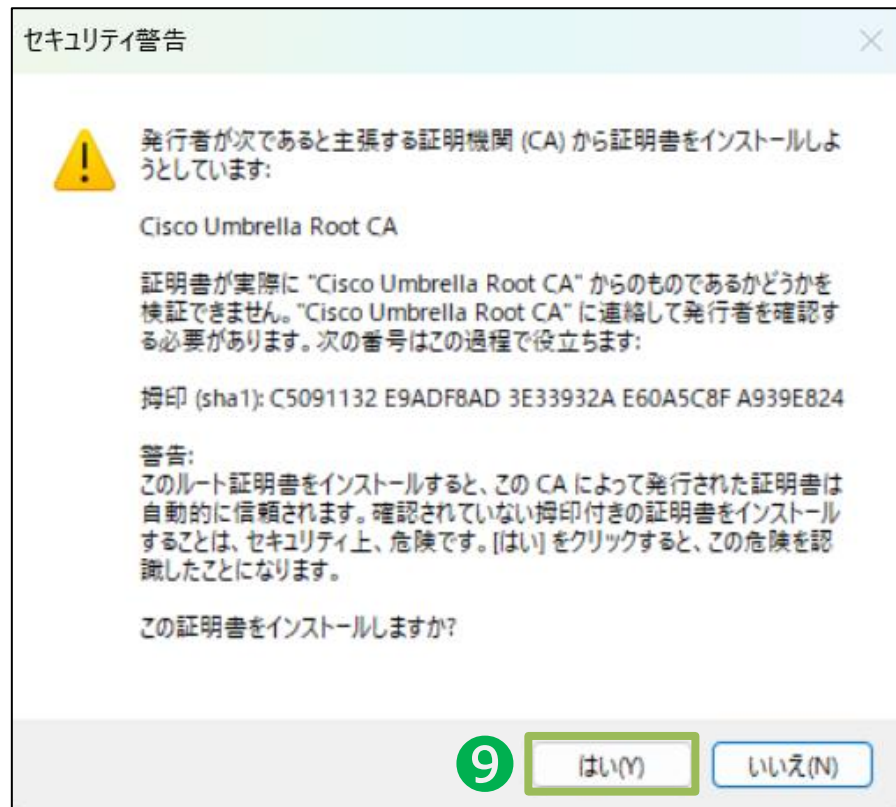 セキュリティ警告
発行者が次であると主張する証明機関 (CA) から証明書をインストールしよ
うとしています:
Cisco Umbrella Root CA
証明書が実際に "Cisco Umbrella Root CA" からのものであるかどうかを
検証できません。"Cisco Umbrella Root CA" に連絡して発行者を確認す
る必要があります。次の番号はこの過程で役立ちます:
拇印 (sha1): C5091132 E9ADF8AD 3E33932A E60A5C8F A939E824
警告:
このルート証明書をインストールすると、この CA によって発行された証明書は
自動的に信頼されます。確認されていない拇印付きの証明書をインストール
することは、セキュリティ上、危険です。[はい] をクリックすると、この危険を認
識したことになります。
この証明書をインストールしますか?
9 はい(Y) いいえ(N)